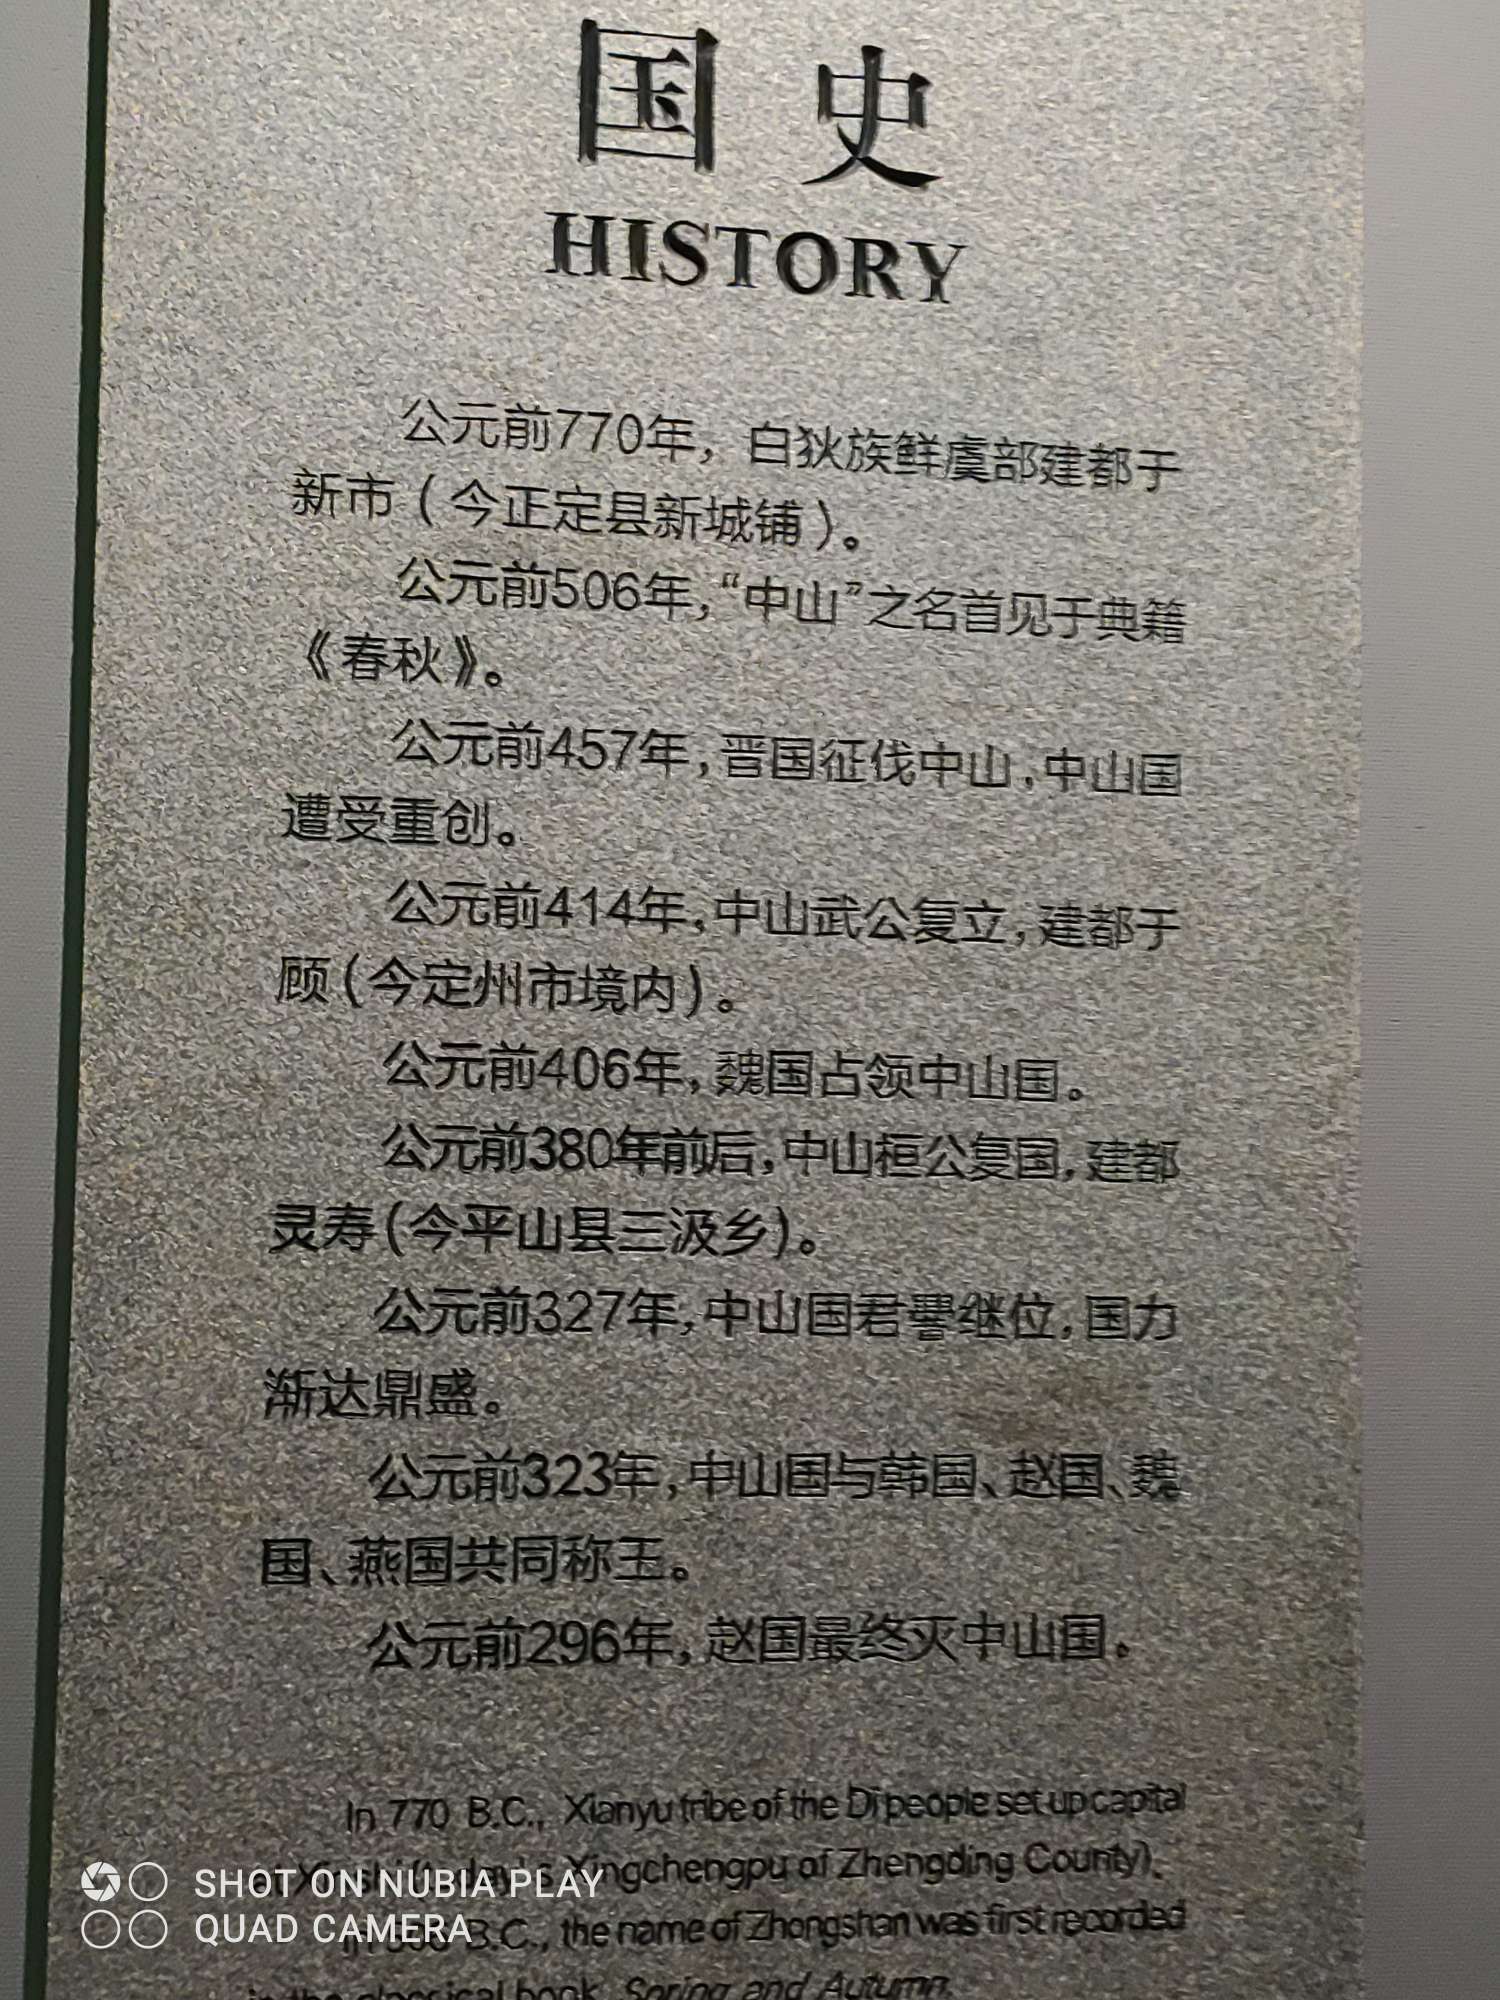 国史
HISTORY
公元前770年，白狄族鲜虞部建都于
新市（今正定县新城铺）。
公元前506年，“中山”之名首见于典籍
《春秋》。
公元前457年，晋国征伐中山，中山国
遭受重创。
公元前414年，中山武公复立，建都于
顾（今定州市境内）。
公元前406年，魏国占领中山国。
公元前380年前后，中山桓公复国，建都
灵寿（今平山县三汲乡）。
公元前327年，中山国君𰯼继位，国力
渐达鼎盛。
公元前323年，中山国与韩国、赵国、魏
国、燕国共同称王。
公元前296年，赵国最终灭中山国。
In 770 B.C., Xianyu tribe of the Di people set up capital
Xingchengpu of Zhengding County).
B.C., the name of Zhongshan was first recorded
in the classical book, Spring and Autumn.
SHOT ON NUBIA PLAY
QUAD CAMERA